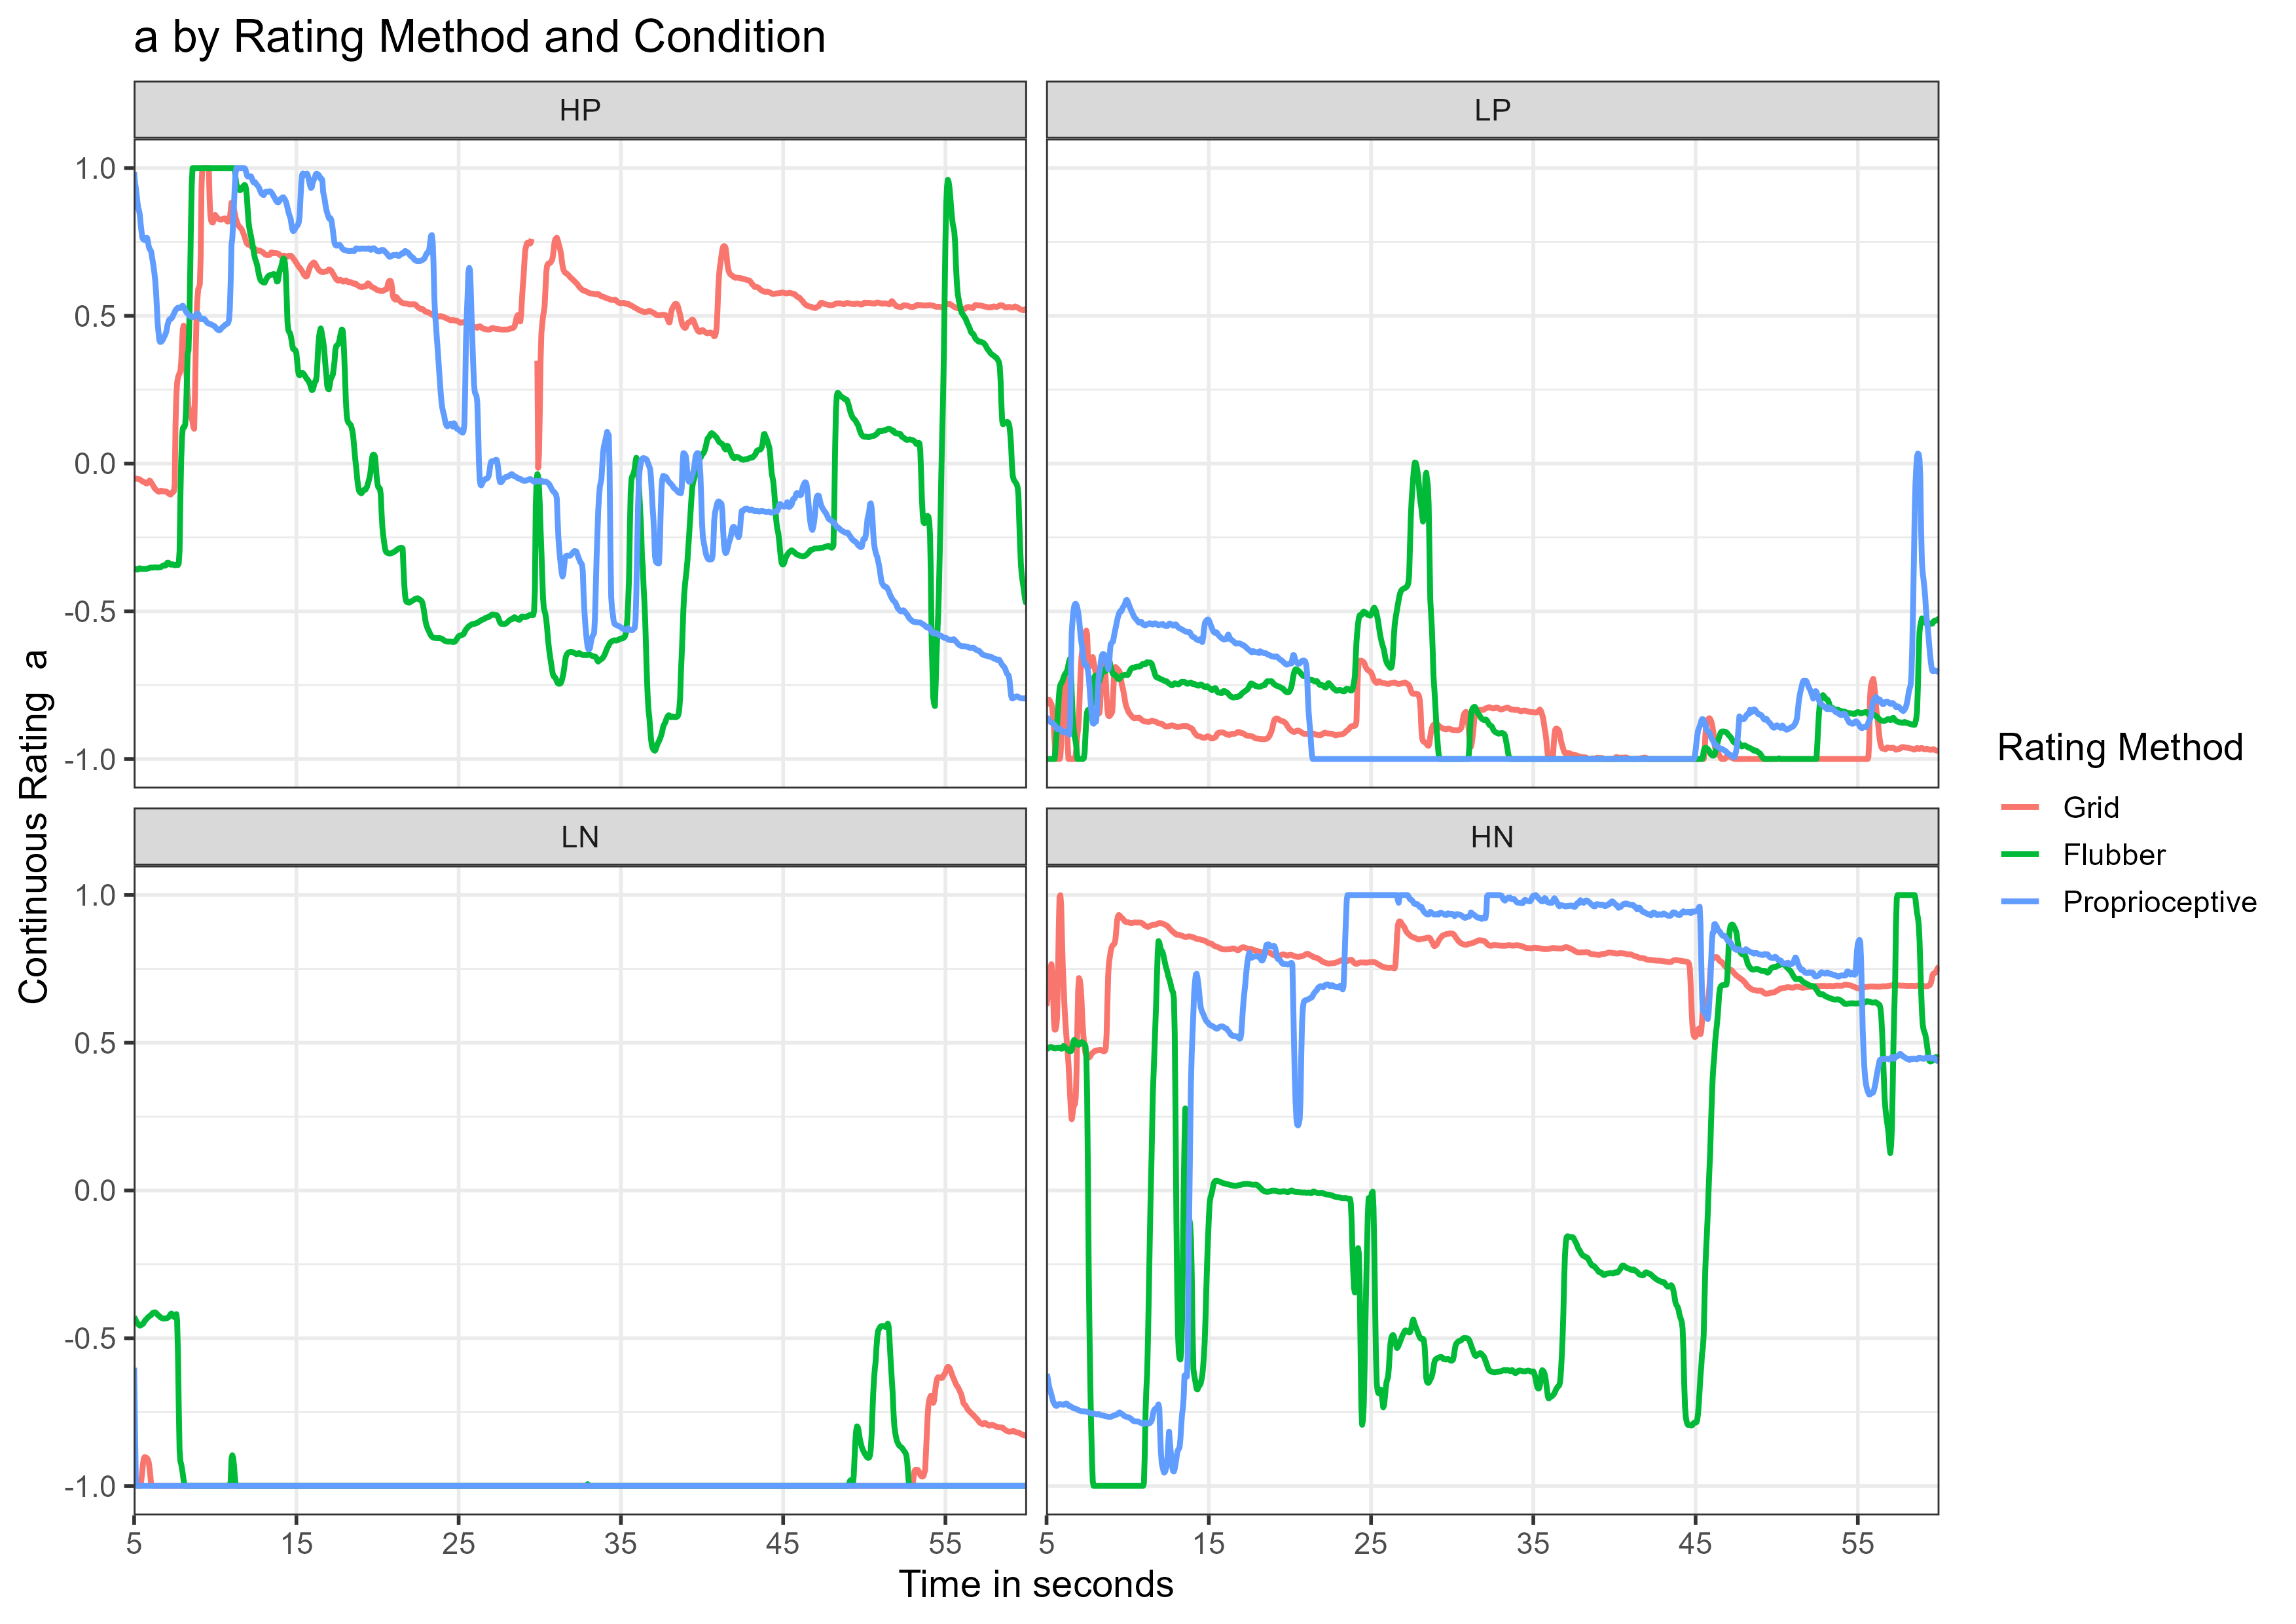 a by Rating Method and Condition
HP
LP
1.0
0.5
0.0
-0.5
-1.0
LN
HN
1.0
0.5
0.0
-0.5
-1.0
5 15 25 35 45 55
5 15 25 35 45 55
Time in seconds
Continuous Rating a
Rating Method
Grid
Flubber
Proprioceptive